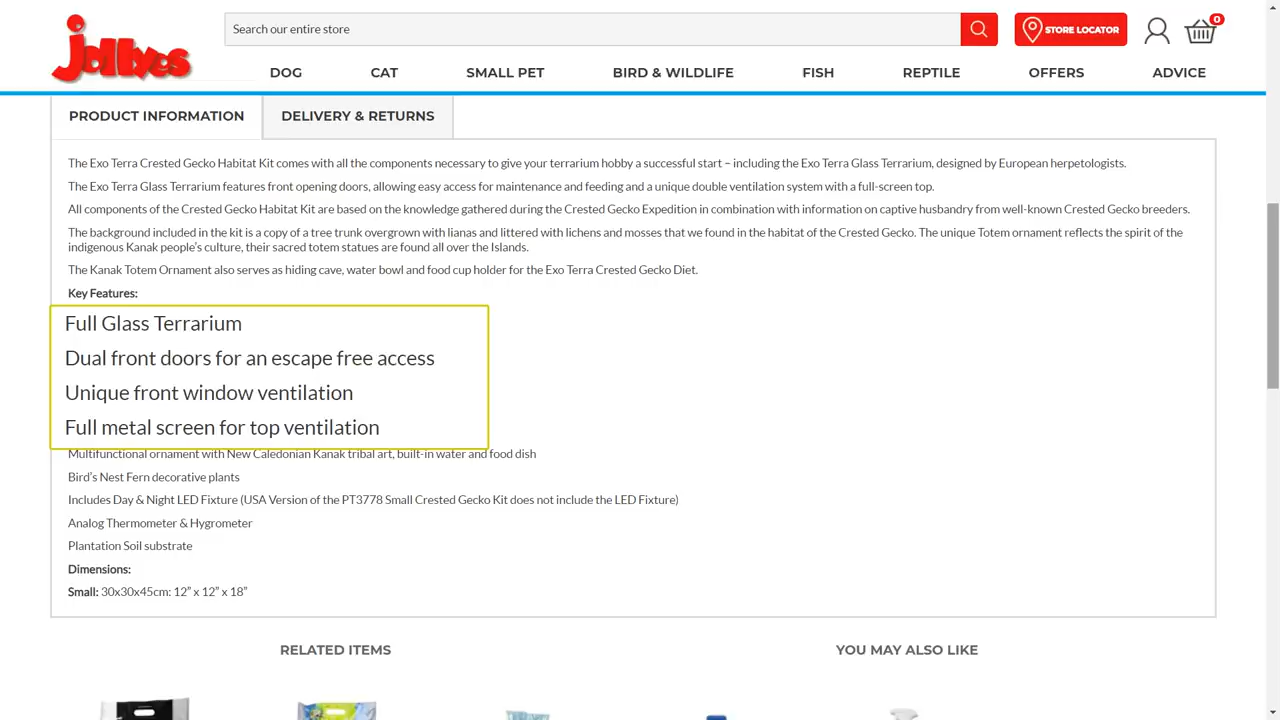 jollyes
Search our entire store
STORE LOCATOR
0
DOG CAT SMALL PET BIRD & WILDLIFE FISH REPTILE OFFERS ADVICE
PRODUCT INFORMATION DELIVERY & RETURNS
The Exo Terra Crested Gecko Habitat Kit comes with all the components necessary to give your terrarium hobby a successful start – including the Exo Terra Glass Terrarium, designed by European herpetologists.
The Exo Terra Glass Terrarium features front opening doors, allowing easy access for maintenance and feeding and a unique double ventilation system with a full-screen top.
All components of the Crested Gecko Habitat Kit are based on the knowledge gathered during the Crested Gecko Expedition in combination with information on captive husbandry from well-known Crested Gecko breeders.
The background included in the kit is a copy of a tree trunk overgrown with lianas and littered with lichens and mosses that we found in the habitat of the Crested Gecko. The unique Totem ornament reflects the spirit of the
indigenous Kanak people's culture, their sacred totem statues are found all over the Islands.
The Kanak Totem Ornament also serves as hiding cave, water bowl and food cup holder for the Exo Terra Crested Gecko Diet.
Key Features:
Full Glass Terrarium
Dual front doors for an escape free access
Unique front window ventilation
Full metal screen for top ventilation
Multifunctional ornament with New Caledonian Kanak tribal art, built-in water and food dish
Bird's Nest Fern decorative plants
Includes Day & Night LED Fixture (USA Version of the PT3778 Small Crested Gecko Kit does not include the LED Fixture)
Analog Thermometer & Hygrometer
Plantation Soil substrate
Dimensions:
Small: 30x30x45cm: 12” x 12” x 18”
RELATED ITEMS YOU MAY ALSO LIKE